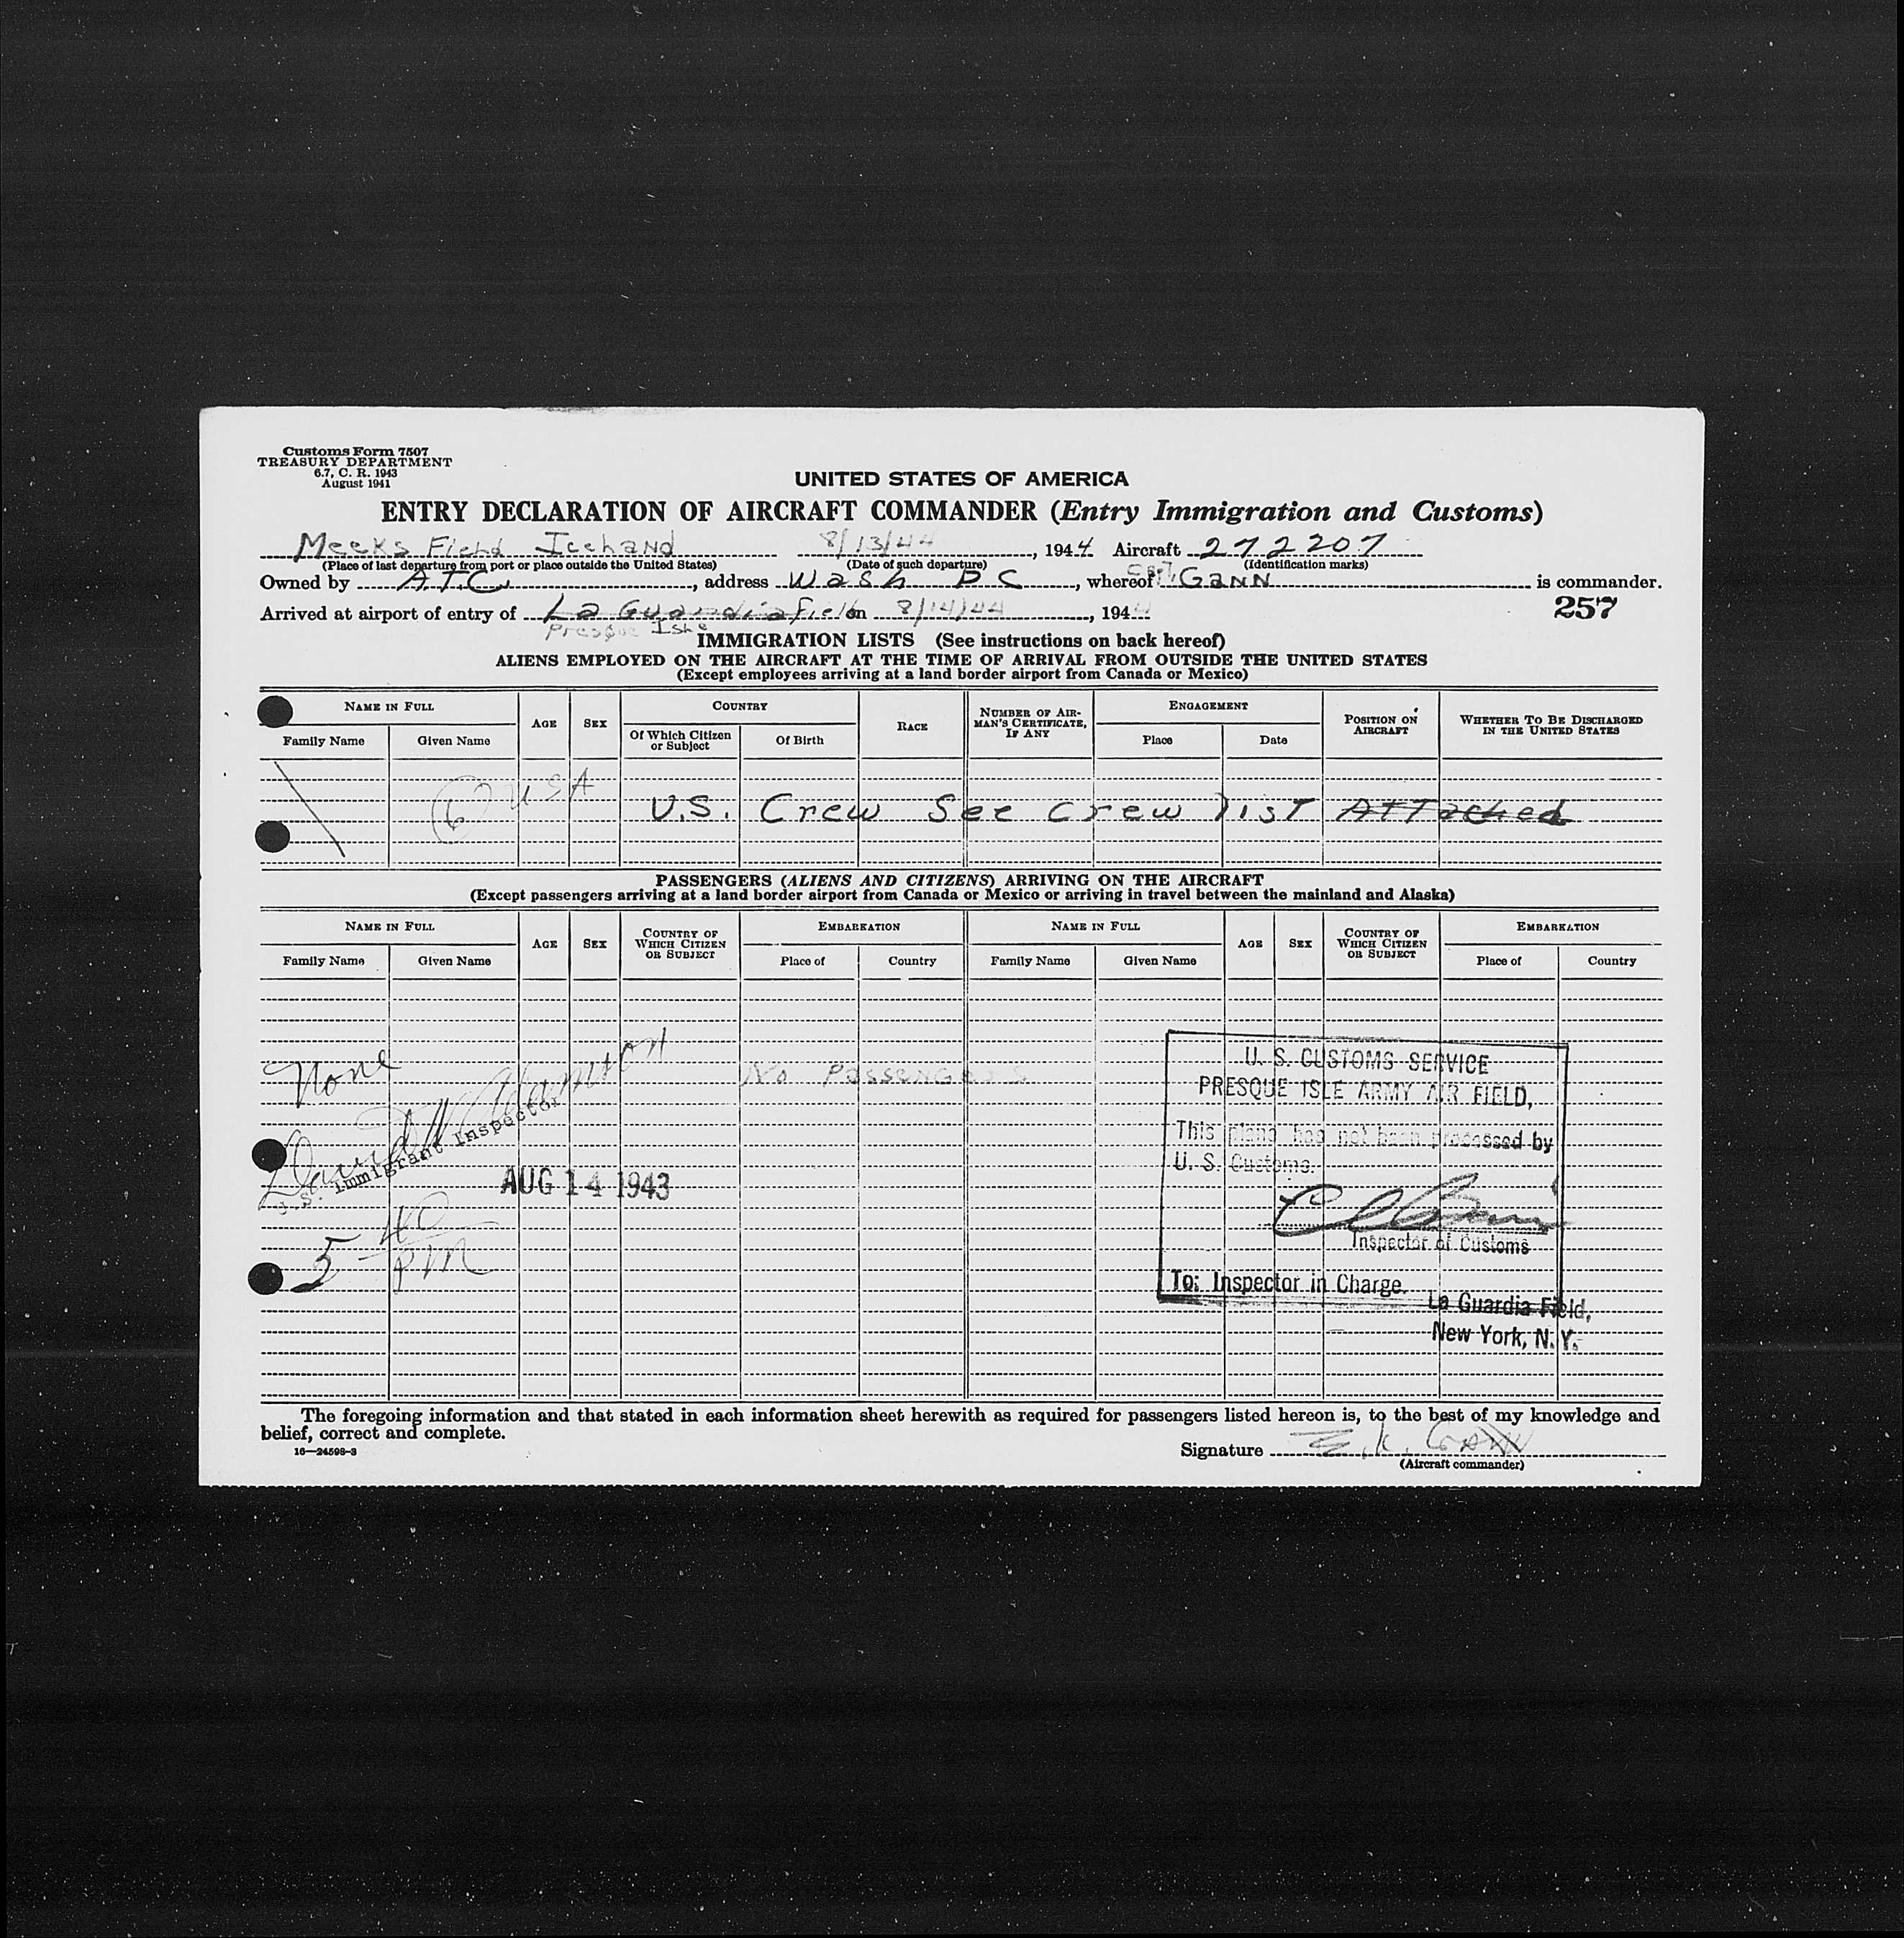 Customs Form 7507
TREASURY DEPARTMENT
6.7, C. R. 1943
August 1941
UNITED STATES OF AMERICA
ENTRY DECLARATION OF AIRCRAFT COMMANDER (Entry Immigration and Customs)
Meeks Field Iceland 8/13/44, 1944 Aircraft 272207
(Place of last departure from port or place outside the United States) (Date of such departure) (Identification marks)
Owned by A.T.C., address Wash DC, whereof Capt. Gann is commander.
Arrived at airport of entry of La Guardia Field on 8/14/44, 1944 257
Presque Isle
IMMIGRATION LISTS (See instructions on back hereof)
ALIENS EMPLOYED ON THE AIRCRAFT AT THE TIME OF ARRIVAL FROM OUTSIDE THE UNITED STATES
(Except employees arriving at a land border airport from Canada or Mexico)
NAME IN FULL AGE SEX COUNTRY RACE NUMBER OF AIRMAN'S CERTIFICATE, IF ANY ENGAGEMENT POSITION ON AIRCRAFT WHETHER TO BE DISCHARGED IN THE UNITED STATES
Family Name Given Name Of Which Citizen or Subject Of Birth Place Date
6 USA
U.S. Crew See Crew list Attached
PASSENGERS (ALIENS AND CITIZENS) ARRIVING ON THE AIRCRAFT
(Except passengers arriving at a land border airport from Canada or Mexico or arriving in travel between the mainland and Alaska)
NAME IN FULL AGE SEX COUNTRY OF WHICH CITIZEN OR SUBJECT EMBARKATION NAME IN FULL AGE SEX COUNTRY OF WHICH CITIZEN OR SUBJECT EMBARKATION
Family Name Given Name Place of Country Family Name Given Name Place of Country
None
No Passengers
David
U.S. Immigrant Inspector
AUG 14 1943
5 40 PM
U. S. CUSTOMS SERVICE
PRESQUE ISLE ARMY AIR FIELD,
This plane has not been processed by
U. S. Customs.
Inspector of Customs
To: Inspector in Charge.
La Guardia Field,
New York, N. Y.
The foregoing information and that stated in each information sheet herewith as required for passengers listed hereon is, to the best of my knowledge and
belief, correct and complete.
16—24598-3
Signature E. K. Gann
(Aircraft commander)